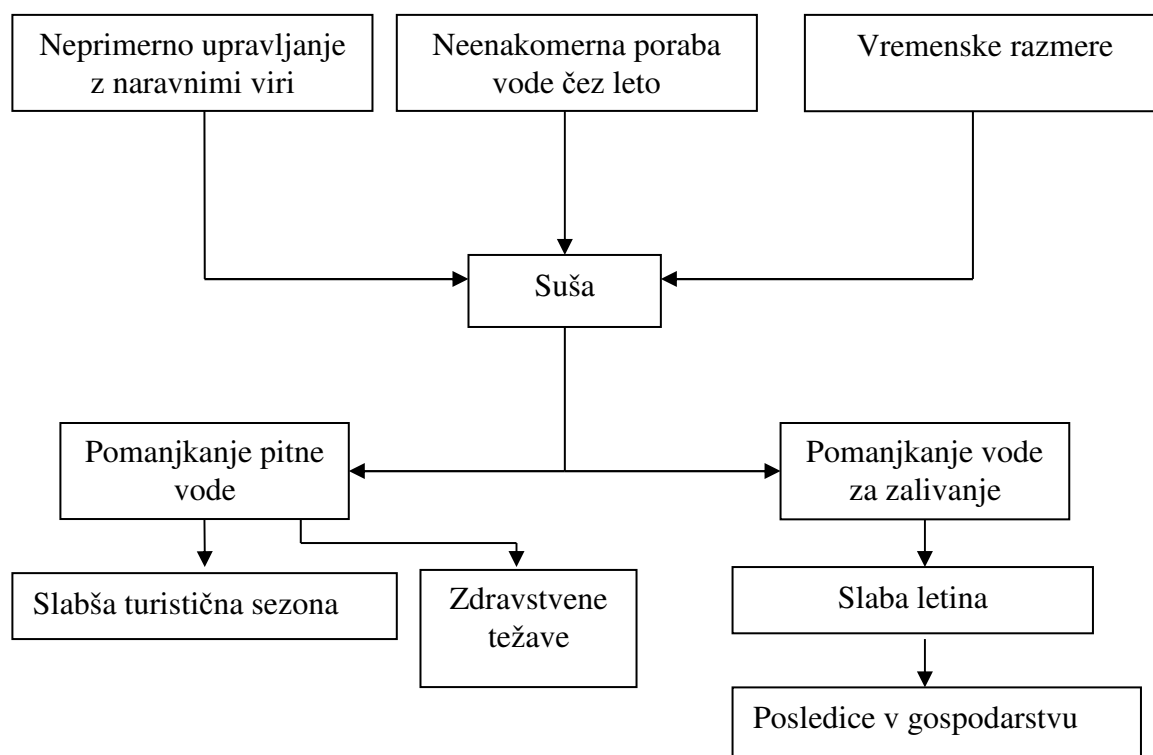 Neprimerno upravljanje
z naravnimi viri
Neenakomerna poraba
vode čez leto
Vremenske razmere
Suša
Pomanjkanje pitne
vode
Pomanjkanje vode
za zalivanje
Slabša turistična sezona
Zdravstvene
težave
Slaba letina
Posledice v gospodarstvu